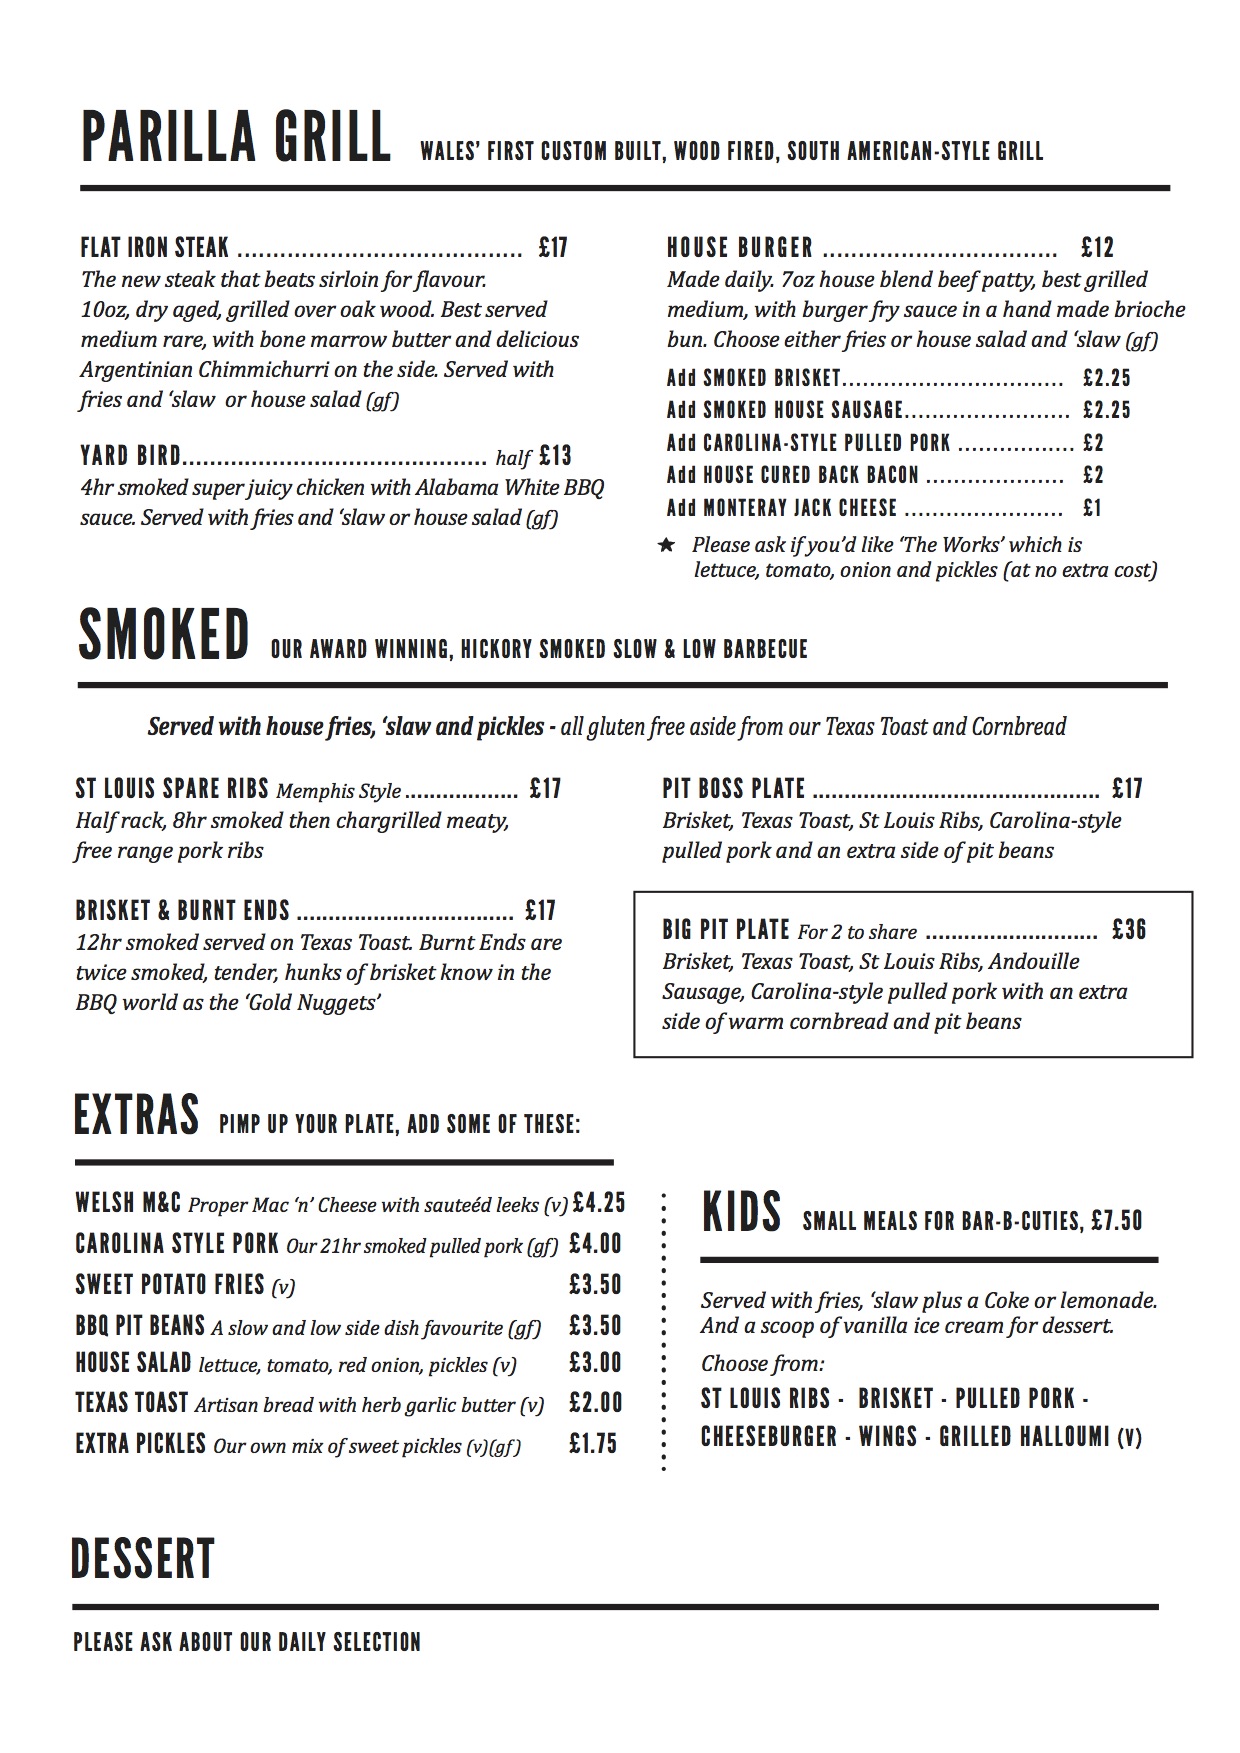 PARILLA GRILL WALES’ FIRST CUSTOM BUILT, WOOD FIRED, SOUTH AMERICAN-STYLE GRILL
FLAT IRON STEAK ........................................ £17
The new steak that beats sirloin for flavour.
10oz, dry aged, grilled over oak wood. Best served
medium rare, with bone marrow butter and delicious
Argentinian Chimmichurri on the side. Served with
fries and ‘slaw or house salad (gf)
YARD BIRD............................................ half £13
4hr smoked super juicy chicken with Alabama White BBQ
sauce. Served with fries and ‘slaw or house salad (gf)
HOUSE BURGER ................................. £12
Made daily. 7oz house blend beef patty, best grilled
medium, with burger fry sauce in a hand made brioche
bun. Choose either fries or house salad and ‘slaw (gf)
Add SMOKED BRISKET................................ £2.25
Add SMOKED HOUSE SAUSAGE........................ £2.25
Add CAROLINA-STYLE PULLED PORK ................. £2
Add HOUSE CURED BACK BACON .................... £2
Add MONTERAY JACK CHEESE ....................... £1
★ Please ask if you’d like ‘The Works’ which is
lettuce, tomato, onion and pickles (at no extra cost)
SMOKED OUR AWARD WINNING, HICKORY SMOKED SLOW & LOW BARBECUE
Served with house fries, ‘slaw and pickles - all gluten free aside from our Texas Toast and Cornbread
ST LOUIS SPARE RIBS Memphis Style .................. £17
Half rack, 8hr smoked then chargrilled meaty,
free range pork ribs
BRISKET & BURNT ENDS .................................. £17
12hr smoked served on Texas Toast. Burnt Ends are
twice smoked, tender, hunks of brisket know in the
BBQ world as the ‘Gold Nuggets’
PIT BOSS PLATE ............................................. £17
Brisket, Texas Toast, St Louis Ribs, Carolina-style
pulled pork and an extra side of pit beans
BIG PIT PLATE For 2 to share ........................... £36
Brisket, Texas Toast, St Louis Ribs, Andouille
Sausage, Carolina-style pulled pork with an extra
side of warm cornbread and pit beans
EXTRAS PIMP UP YOUR PLATE, ADD SOME OF THESE:
WELSH M&C Proper Mac ‘n’ Cheese with sauteéd leeks (v) £4.25
CAROLINA STYLE PORK Our 21hr smoked pulled pork (gf) £4.00
SWEET POTATO FRIES (v) £3.50
BBQ PIT BEANS A slow and low side dish favourite (gf) £3.50
HOUSE SALAD lettuce, tomato, red onion, pickles (v) £3.00
TEXAS TOAST Artisan bread with herb garlic butter (v) £2.00
EXTRA PICKLES Our own mix of sweet pickles (v)(gf) £1.75
KIDS SMALL MEALS FOR BAR-B-CUTIES, £7.50
Served with fries, ‘slaw plus a Coke or lemonade.
And a scoop of vanilla ice cream for dessert.
Choose from:
ST LOUIS RIBS - BRISKET - PULLED PORK -
CHEESEBURGER - WINGS - GRILLED HALLOUMI (V)
DESSERT
PLEASE ASK ABOUT OUR DAILY SELECTION